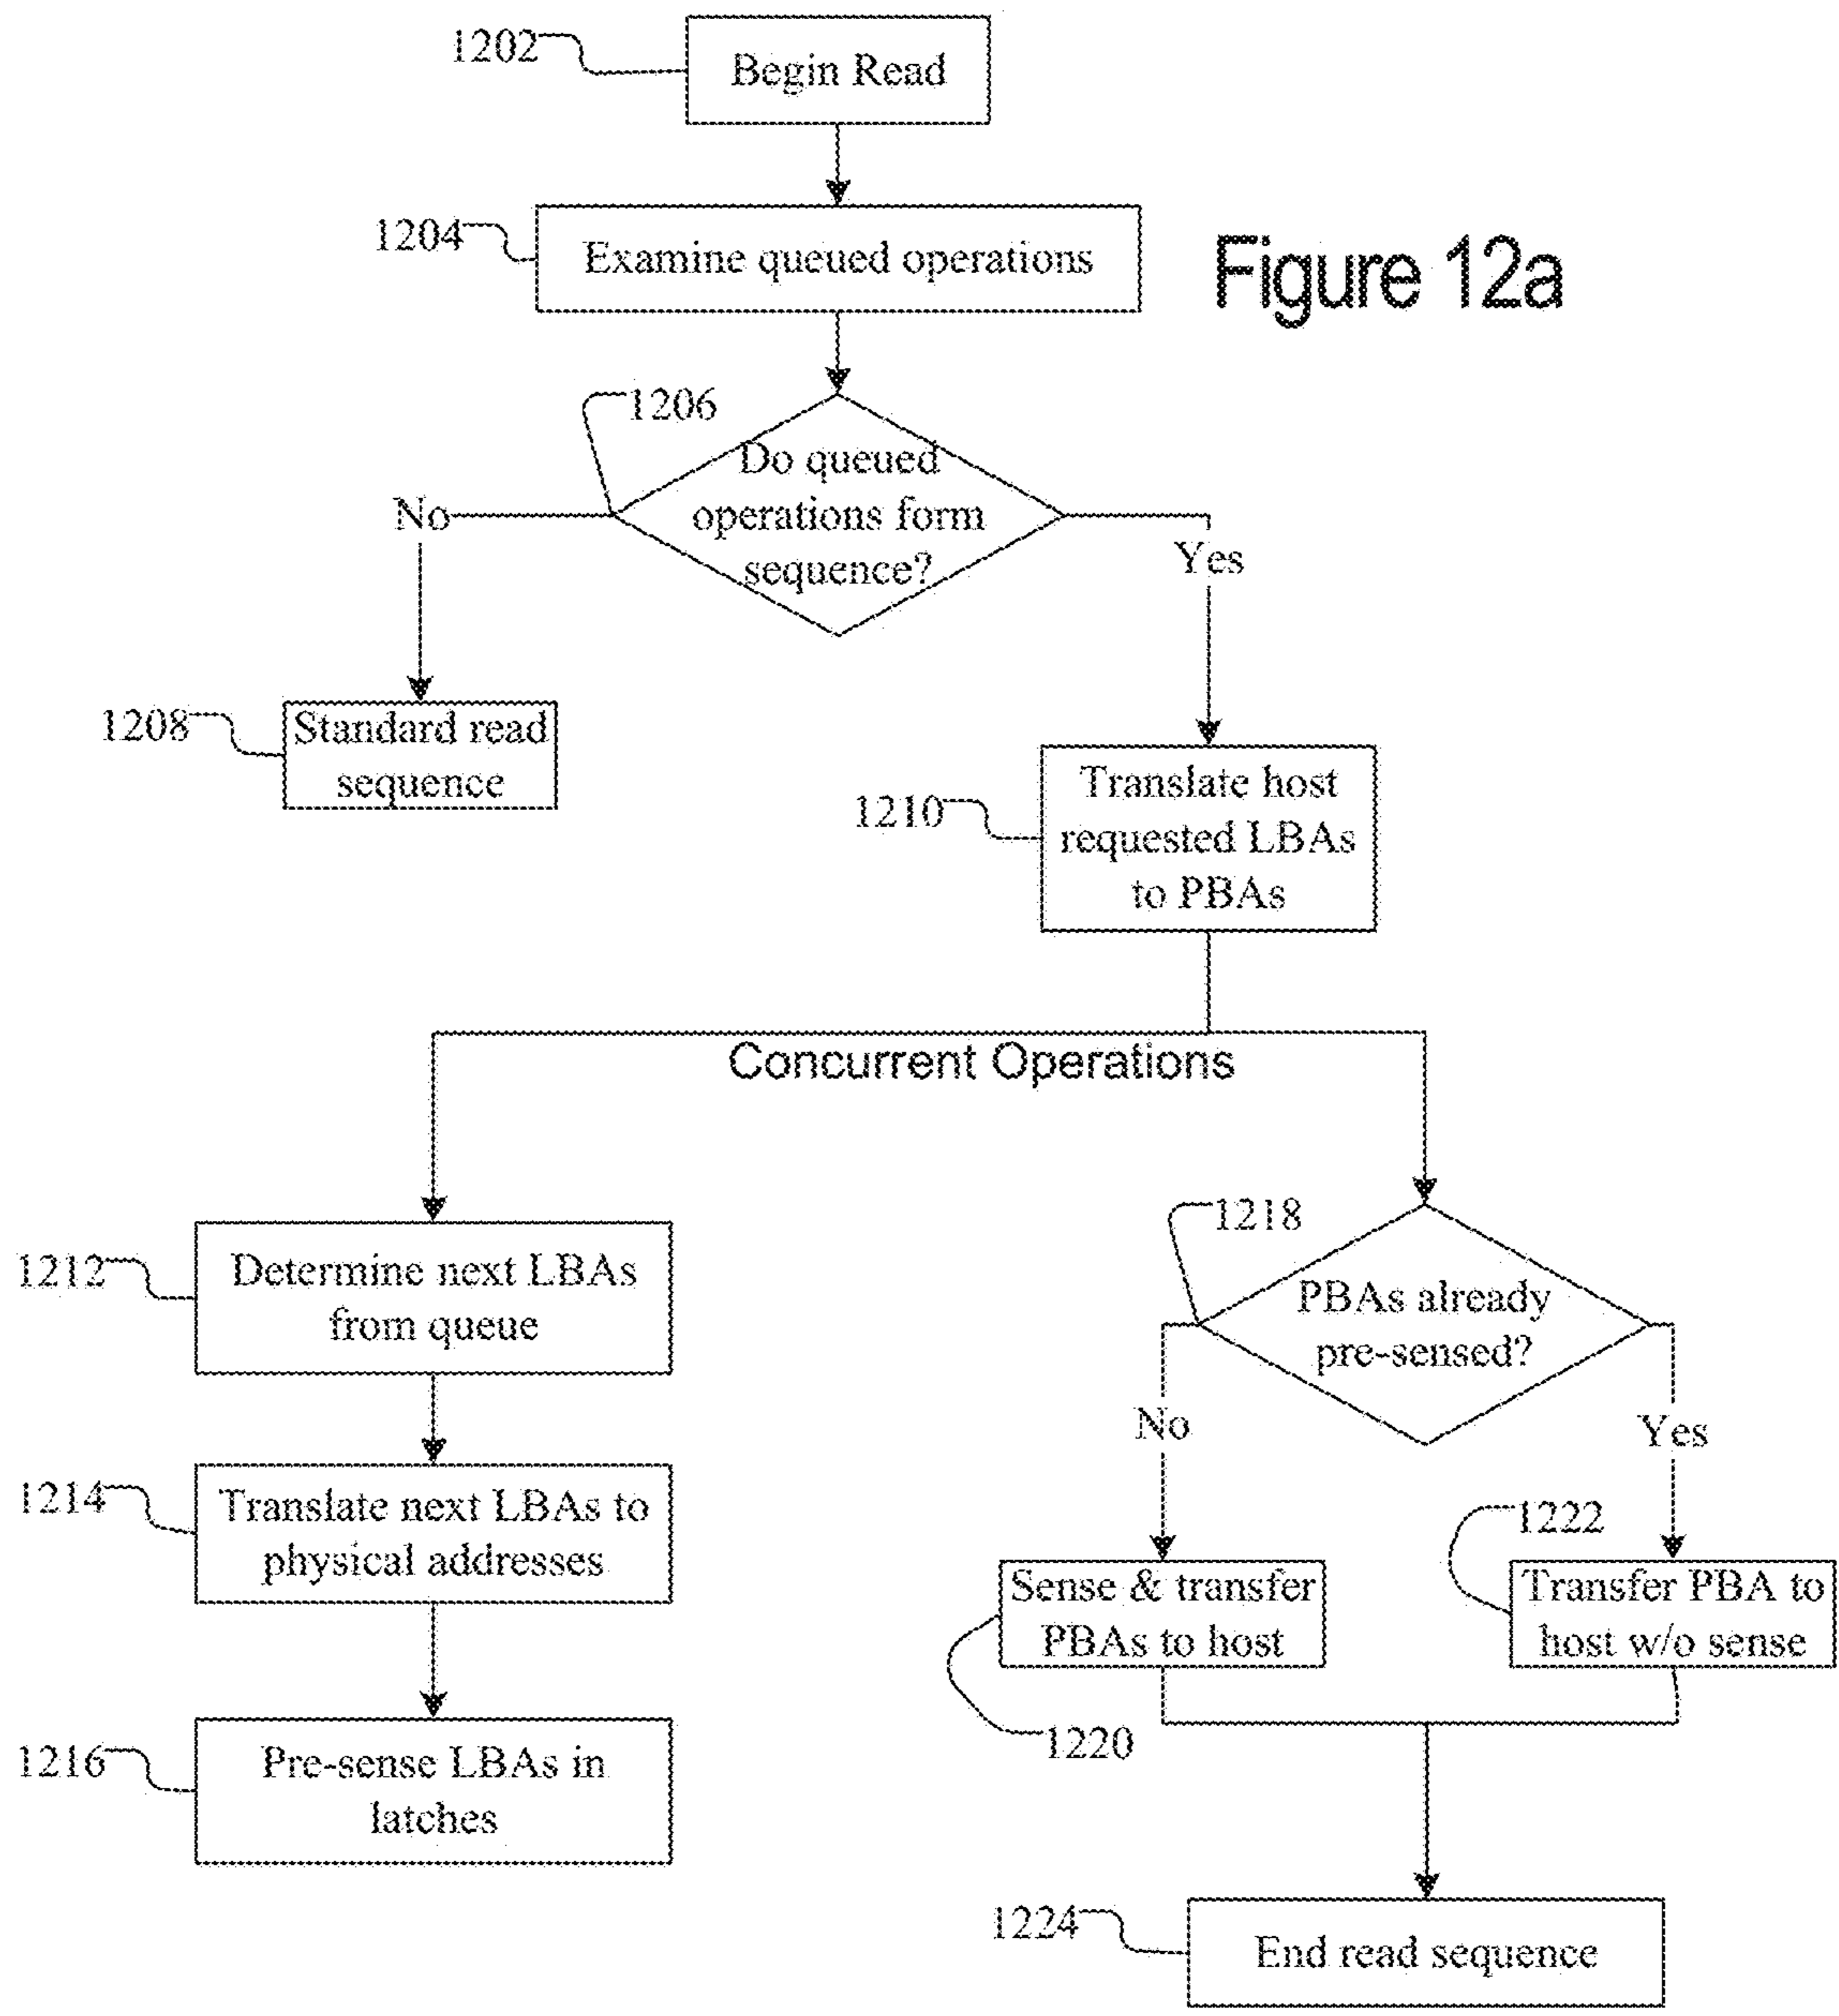 1202
Begin Read
1204
Examine queued operations
Figure 12a
1206
Do queued
operations form
sequence?
No
Yes
1208
Standard read
sequence
1210
Translate host
requested LBAs
to PBAs
Concurrent Operations
1212
Determine next LBAs
from queue
1214
Translate next LBAs to
physical addresses
1216
Pre-sense LBAs in
latches
1218
PBAs already
pre-sensed?
No
Yes
1220
Sense & transfer
PBAs to host
1222
Transfer PBA to
host w/o sense
1224
End read sequence